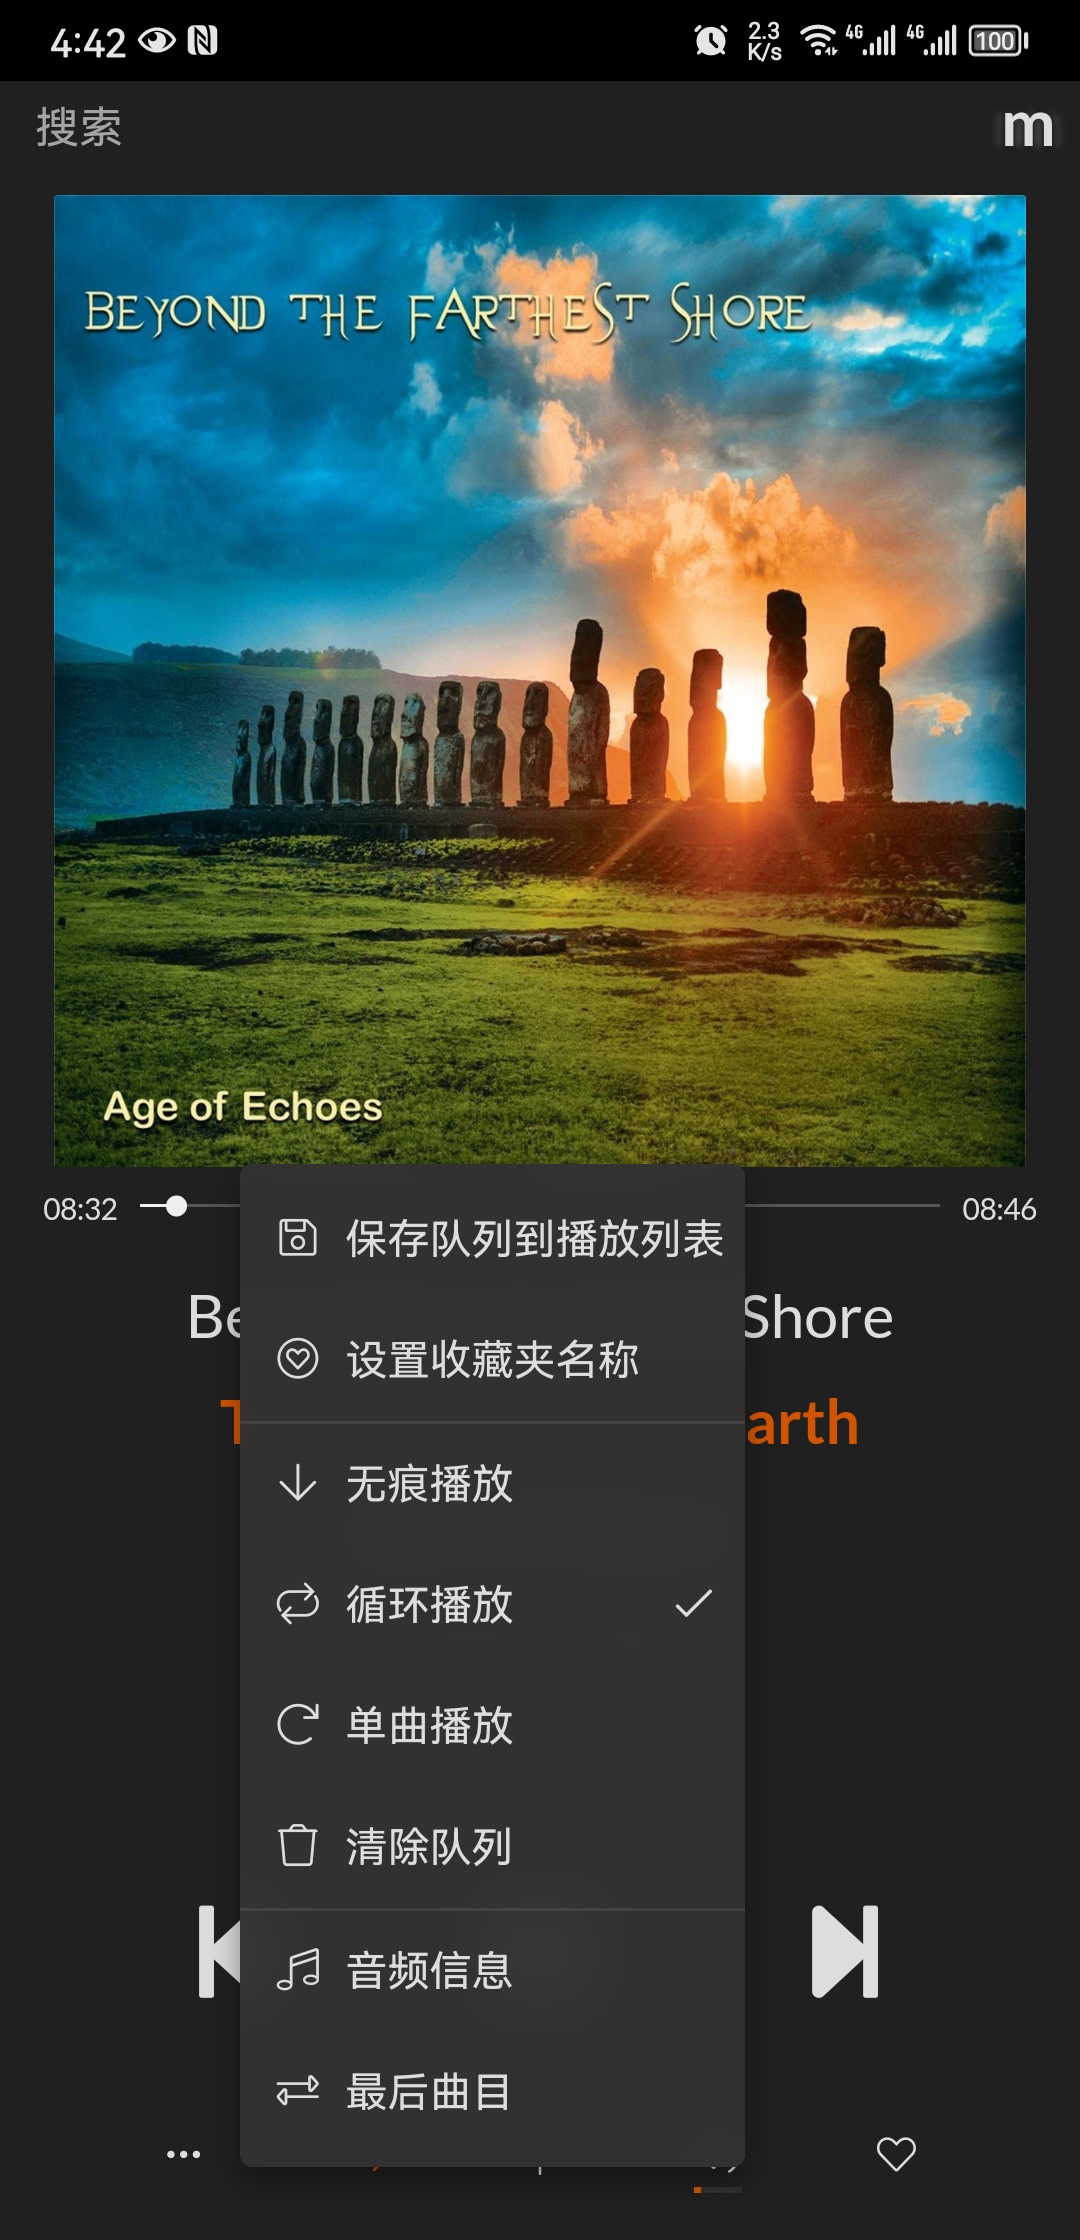 4:42
2.3
K/s
4G
4G
100
搜索
m
BEYOND THE FARTHEST SHORE
Age of Echoes
08:32
08:46
保存队列到播放列表
Be Shore
设置收藏夹名称
T arth
无痕播放
循环播放
单曲播放
清除队列
音频信息
最后曲目